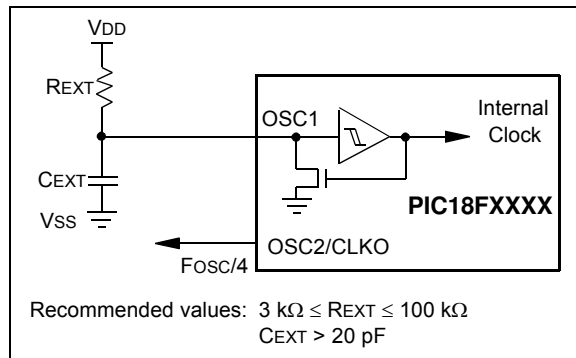 VDD
REXT
OSC1
Internal
Clock
CEXT
PIC18FXXXX
VSS
OSC2/CLKO
FOSC/4
Recommended values: 3 kΩ ≤ REXT ≤ 100 kΩ
CEXT > 20 pF